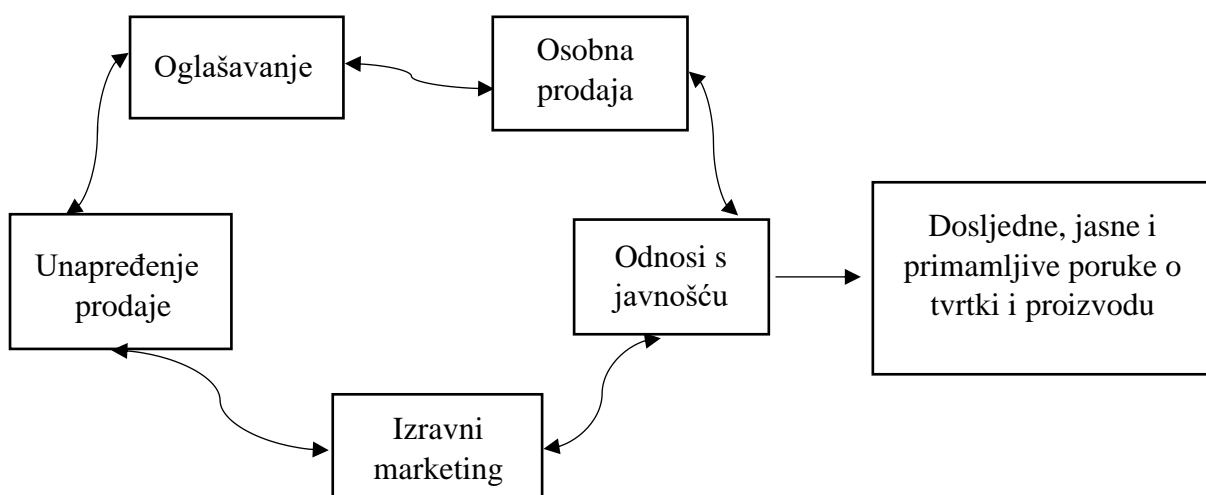 Oglašavanje
Osobna
prodaja
Unapređenje
prodaje
Odnosi s
javnošću
Dosljedne, jasne i
primamljive poruke o
tvrtki i proizvodu
Izravni
marketing